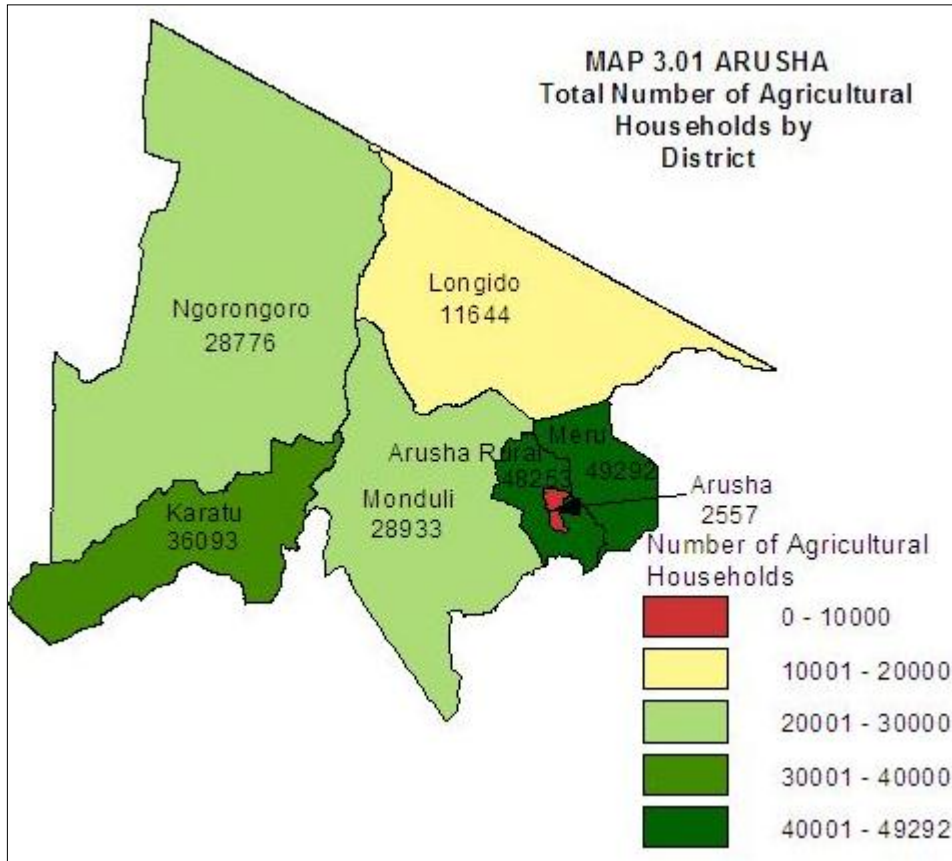 MAP 3.01 ARUSHA
Total Number of Agricultural
Households by
District
Longido
11644
Ngorongoro
28776
Meru
49292
Arusha Rural
48253
Monduli
28933
Karatu
36093
Arusha
2557
Number of Agricultural
Households
0 - 10000
10001 - 20000
20001 - 30000
30001 - 40000
40001 - 49292